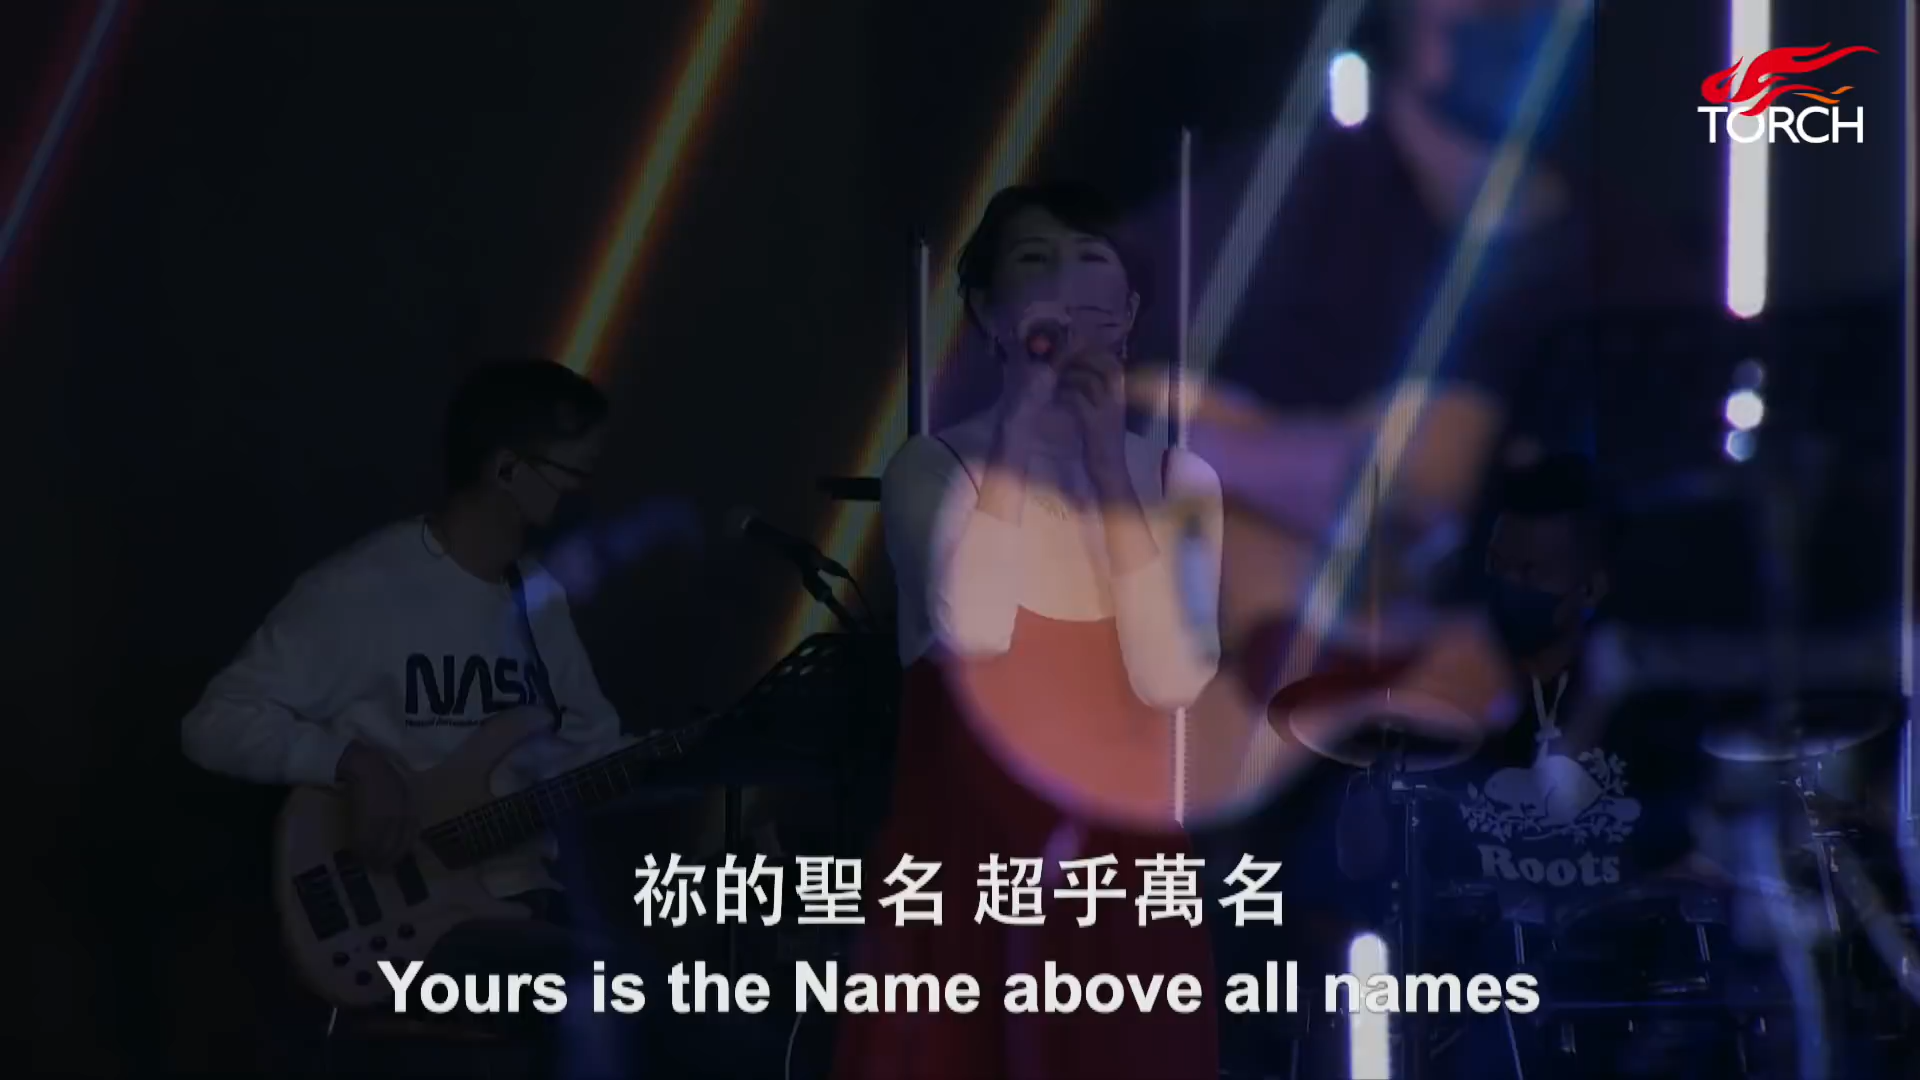 TORCH
NASA
Roots
祢的聖名 超乎萬名
Yours is the Name above all names